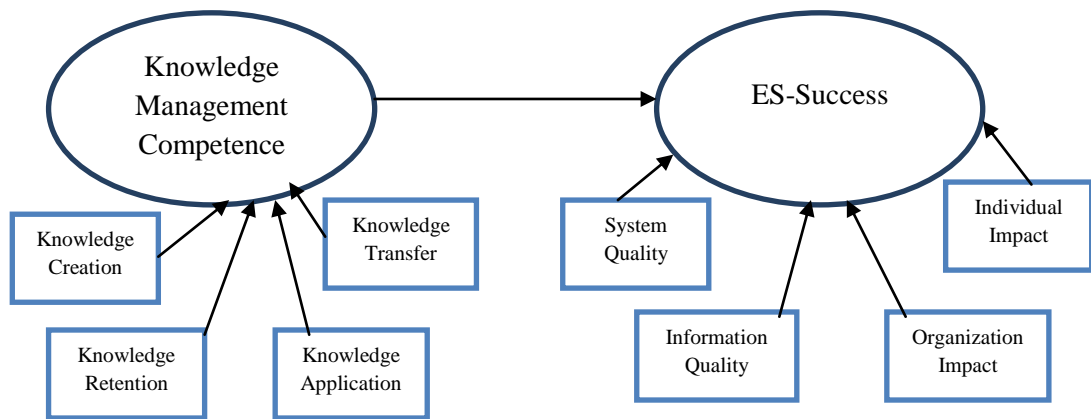 Knowledge
Management
Competence
ES-Success
Knowledge
Creation
Knowledge
Transfer
System
Quality
Individual
Impact
Knowledge
Retention
Knowledge
Application
Information
Quality
Organization
Impact